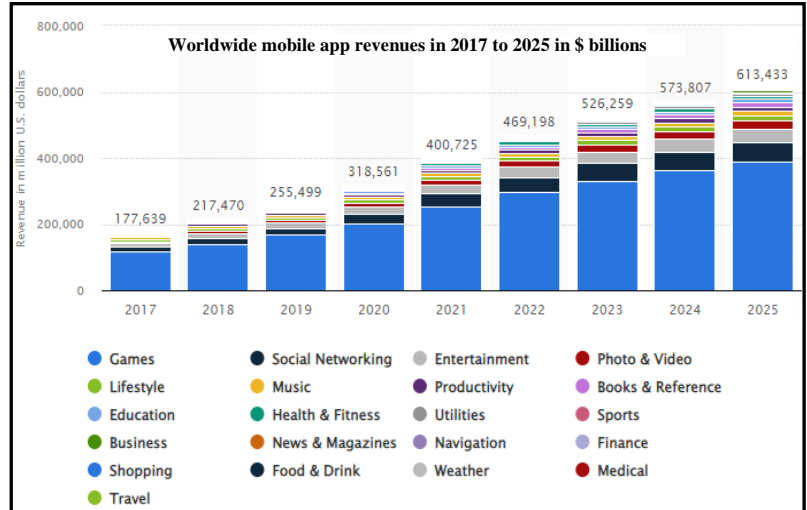 800,000
Worldwide mobile app revenues in 2017 to 2025 in $ billions
Revenue in million U.S. dollars
613,433
600,000
573,807
526,259
469,198
400,725
400,000
318,561
255,499
217,470
200,000
177,639
0
2017 2018 2019 2020 2021 2022 2023 2024 2025
Games Social Networking Entertainment Photo & Video
Lifestyle Music Productivity Books & Reference
Education Health & Fitness Utilities Sports
Business News & Magazines Navigation Finance
Shopping Food & Drink Weather Medical
Travel